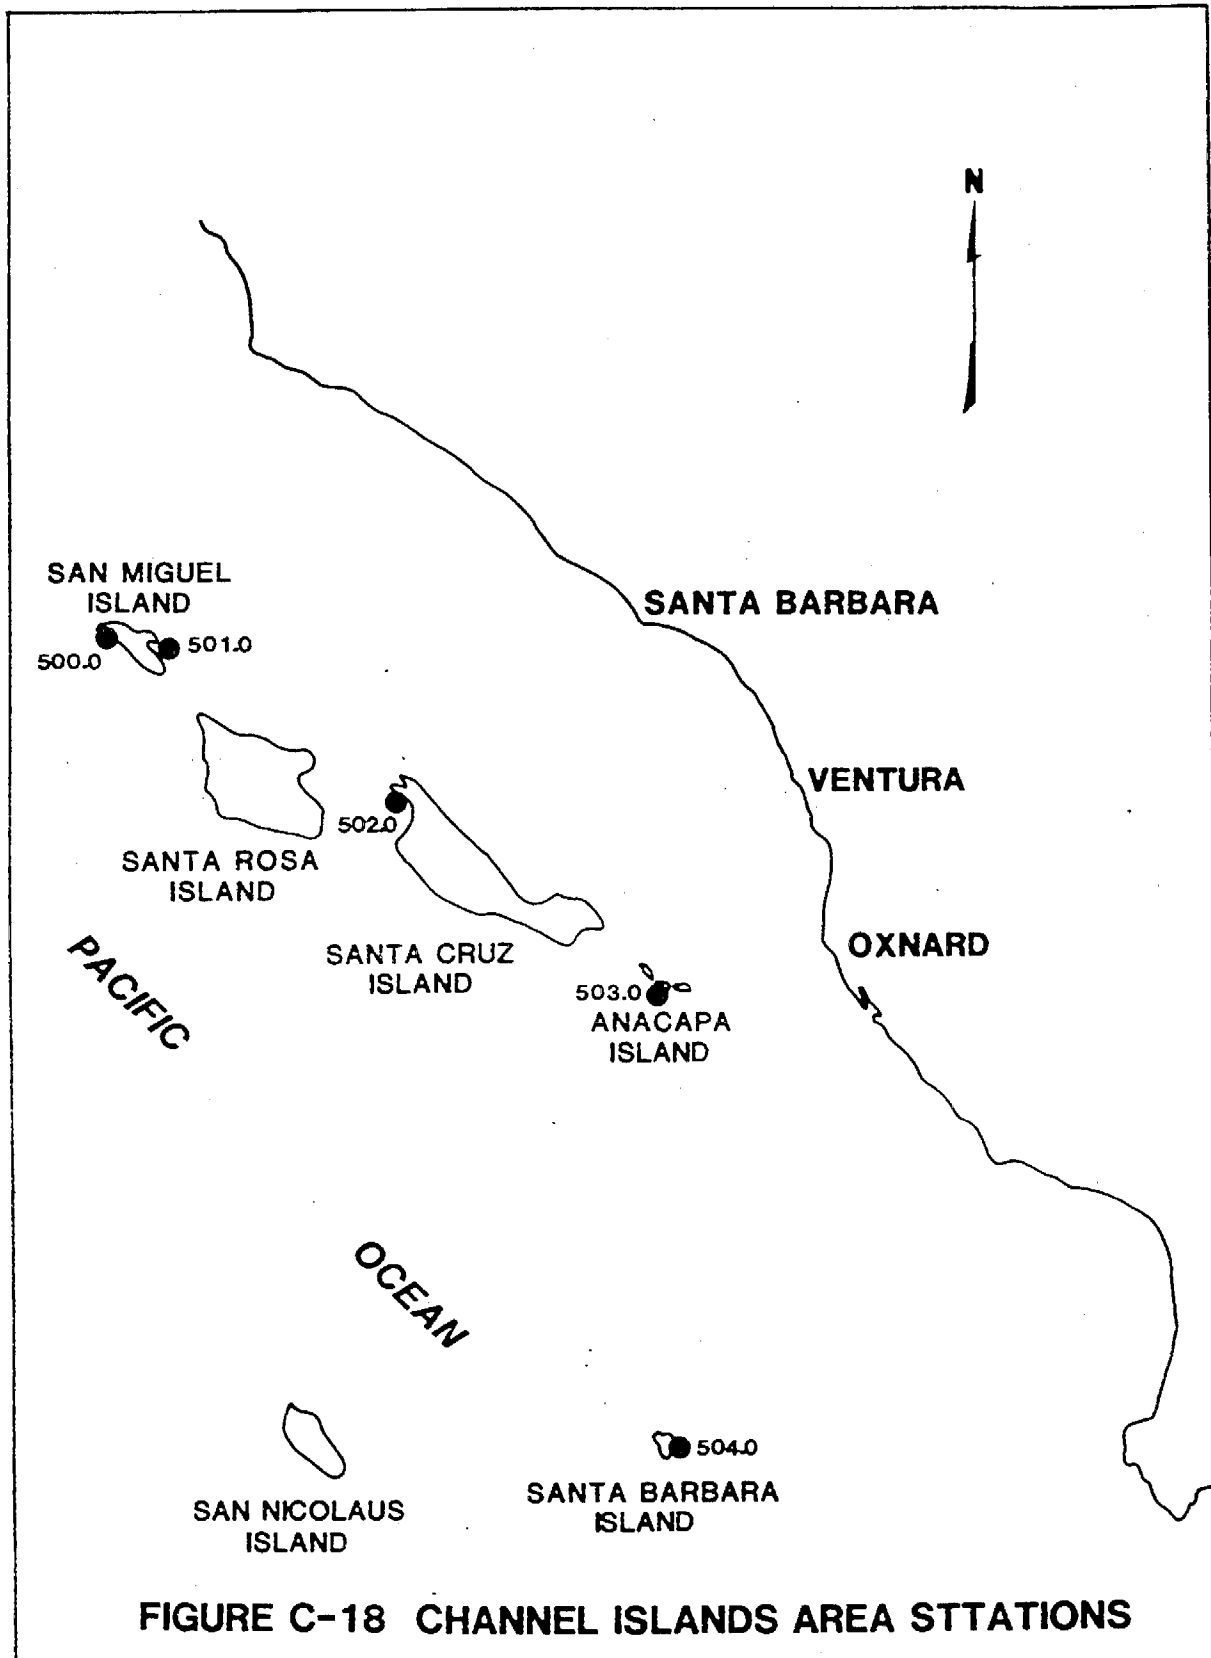 N
SAN MIGUEL
ISLAND
SANTA BARBARA
501.0
500.0
VENTURA
502.0
SANTA ROSA
ISLAND
OXNARD
SANTA CRUZ
ISLAND
503.0
ANACAPA
ISLAND
PACIFIC
OCEAN
504.0
SANTA BARBARA
ISLAND
SAN NICOLAUS
ISLAND
FIGURE C-18 CHANNEL ISLANDS AREA STTATIONS